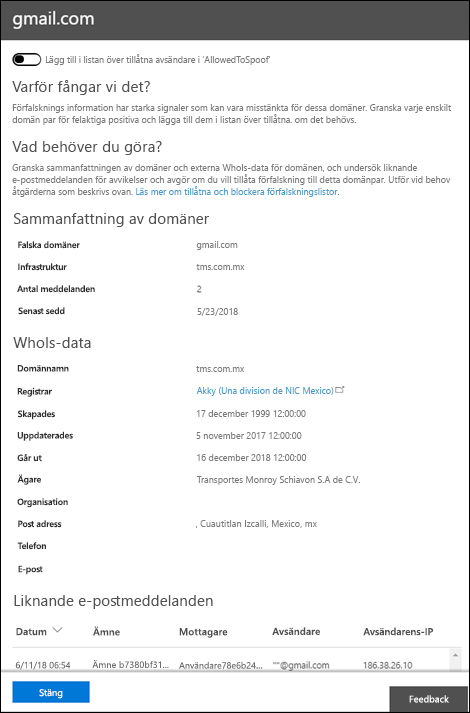 gmail.com
Lägg till i listan över tillåtna avsändare i 'AllowedToSpoof'
Varför fångar vi det?
Förfalsknings information har starka signaler som kan vara misstänkta för dessa domäner. Granska varje enskilt
domän par för felaktiga positiva och lägga till dem i listan över tillåtna. om det behövs.
Vad behöver du göra?
Granska sammanfattningen av domäner och externa WhoIs-data för domänen, och undersök liknande
e-postmeddelanden för avvikelser och avgör om du vill tillåta förfalskning till detta domänpar. Utför vid behov
åtgärderna som beskrivs ovan. Läs mer om tillåtna och blockera förfalskningslistor.
Sammanfattning av domäner
Falska domäner gmail.com
Infrastruktur tms.com.mx
Antal meddelanden 2
Senast sedd 5/23/2018
WhoIs-data
Domännamn tms.com.mx
Registrar Akky (Una division de NIC Mexico)
Skapades 17 december 1999 12:00:00
Uppdaterades 5 november 2017 12:00:00
Går ut 16 december 2018 12:00:00
Ägare Transportes Monroy Schiavon S.A de C.V.
Organisation
Post adress , Cuautitlan Izcalli, Mexico, mx
Telefon
E-post
Liknande e-postmeddelanden
Datum Ämne Mottagare Avsändare Avsändarens-IP
6/11/18 06:54 Ämne b7380bf31... Användare78e6b24... ""@gmail.com 186.38.26.10
Stäng
Feedback